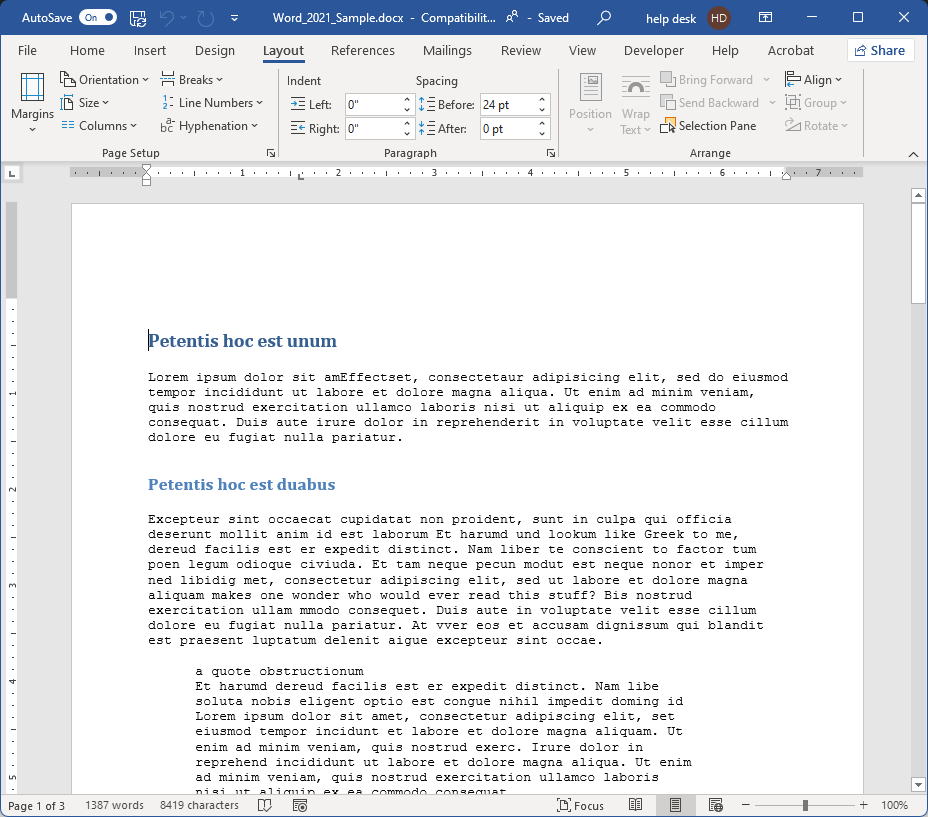 AutoSave On Word_2021_Sample.docx - Compatibilit... - Saved help desk HD
File Home Insert Design Layout References Mailings Review View Developer Help Acrobat Share
Margins
Orientation
Size
Columns
Breaks
Line Numbers
Hyphenation
Page Setup
Indent Spacing
Left: 0" Before: 24 pt
Right: 0" After: 0 pt
Paragraph
Position
Wrap
Text
Bring Forward
Send Backward
Selection Pane
Align
Group
Rotate
Arrange
1 2 3 4 5 6 7
1
2
3
4
5
Petentis hoc est unum
Lorem ipsum dolor sit amEffectset, consectetaur adipisicing elit, sed do eiusmod
tempor incididunt ut labore et dolore magna aliqua. Ut enim ad minim veniam,
quis nostrud exercitation ullamco laboris nisi ut aliquip ex ea commodo
consequat. Duis aute irure dolor in reprehenderit in voluptate velit esse cillum
dolore eu fugiat nulla pariatur.
Petentis hoc est duabus
Excepteur sint occaecat cupidatat non proident, sunt in culpa qui officia
deserunt mollit anim id est laborum Et harumd und lookum like Greek to me,
dereud facilis est er expedit distinct. Nam liber te conscient to factor tum
poen legum odioque civiuda. Et tam neque pecun modut est neque nonor et imper
ned libidig met, consectetur adipiscing elit, sed ut labore et dolore magna
aliquam makes one wonder who would ever read this stuff? Bis nostrud
exercitation ullam mmodo consequet. Duis aute in voluptate velit esse cillum
dolore eu fugiat nulla pariatur. At vver eos et accusam dignissum qui blandit
est praesent luptatum delenit aigue excepteur sint occae.
a quote obstructionum
Et harumd dereud facilis est er expedit distinct. Nam libe
soluta nobis eligent optio est congue nihil impedit doming id
Lorem ipsum dolor sit amet, consectetur adipiscing elit, set
eiusmod tempor incidunt et labore et dolore magna aliquam. Ut
enim ad minim veniam, quis nostrud exerc. Irure dolor in
reprehend incididunt ut labore et dolore magna aliqua. Ut enim
ad minim veniam, quis nostrud exercitation ullamco laboris
nisi ut aliquip ex ea commodo consequat
Page 1 of 3 1387 words 8419 characters Focus 100%